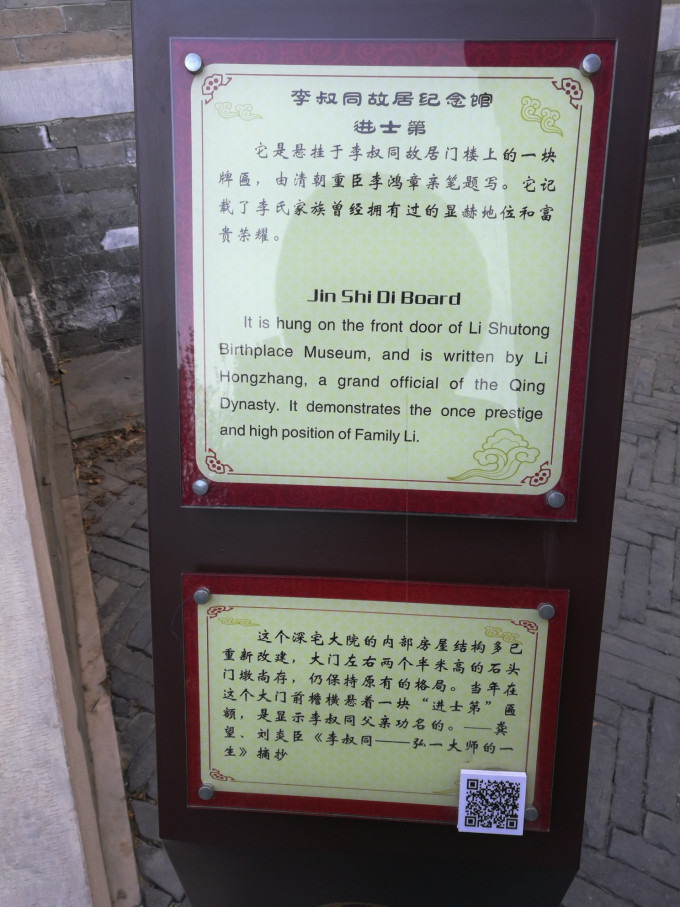 李叔同故居纪念馆
进士第
它是悬挂于李叔同故居门楼上的一块
牌匾，由清朝重臣李鸿章亲笔题写。它记
载了李氏家族曾经拥有过的显赫地位和富
贵荣耀。
Jin Shi Di Board
It is hung on the front door of Li Shutong
Birthplace Museum, and is written by Li
Hongzhang, a grand official of the Qing
Dynasty. It demonstrates the once prestige
and high position of Family Li.
这个深宅大院的内部房屋结构多已
重新改建，大门左右两个半米高的石头
门墩尚存，仍保持原有的格局。当年在
这个大门前檐横悬着一块“进士第”匾
额，是显示李叔同父亲功名的。——龚
望、刘炎臣《李叔同——弘一大师的一
生》摘抄